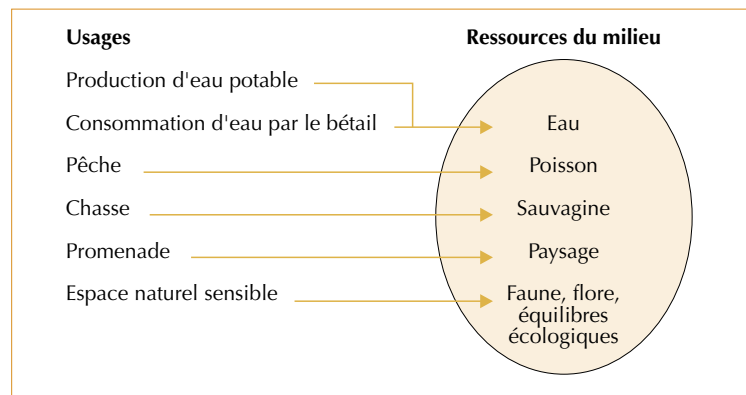 Usages
Ressources du milieu
Production d'eau potable
Consommation d'eau par le bétail
Eau
Pêche
Poisson
Chasse
Sauvagine
Promenade
Paysage
Espace naturel sensible
Faune, flore,
équilibres
écologiques